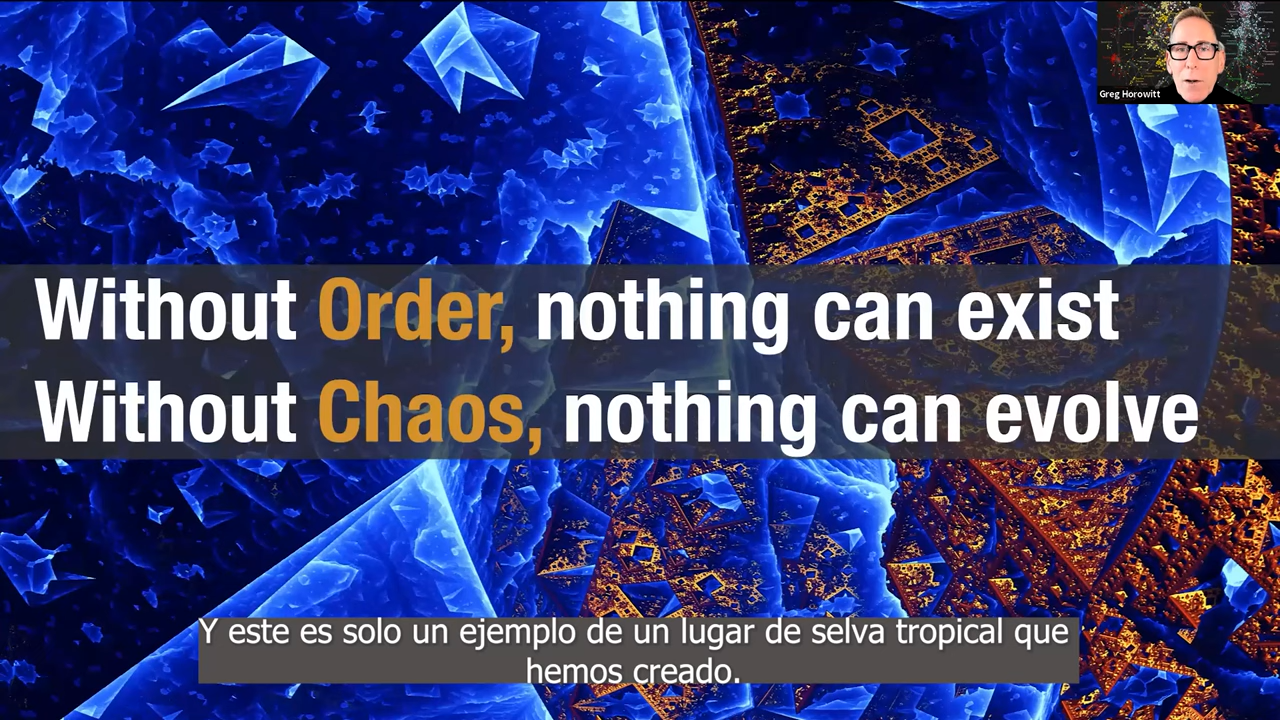 Greg Horowitt
Without Order, nothing can exist
Without Chaos, nothing can evolve
Y este es solo un ejemplo de un lugar de selva tropical que
hemos creado.